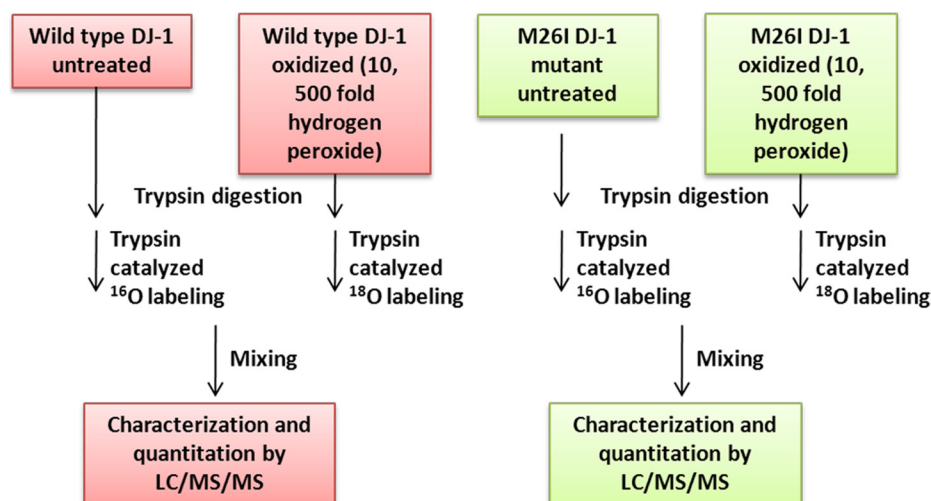 Wild type DJ-1
untreated
Wild type DJ-1
oxidized (10,
500 fold
hydrogen
peroxide)
M26I DJ-1
mutant
untreated
M26I DJ-1
oxidized (10,
500 fold
hydrogen
peroxide)
Trypsin digestion
Trypsin digestion
Trypsin
catalyzed
¹⁶O labeling
Trypsin
catalyzed
¹⁸O labeling
Trypsin
catalyzed
¹⁶O labeling
Trypsin
catalyzed
¹⁸O labeling
Mixing
Mixing
Characterization and
quantitation by
LC/MS/MS
Characterization and
quantitation by
LC/MS/MS